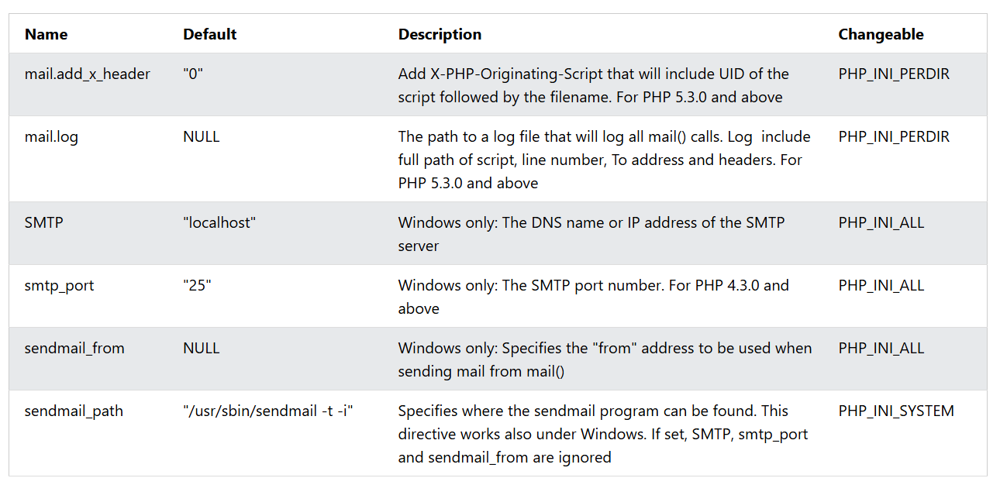 Name Default Description Changeable
mail.add_x_header "0" Add X-PHP-Originating-Script that will include UID of the PHP_INI_PERDIR
script followed by the filename. For PHP 5.3.0 and above
mail.log NULL The path to a log file that will log all mail() calls. Log  include PHP_INI_PERDIR
full path of script, line number, To address and headers. For
PHP 5.3.0 and above
SMTP "localhost" Windows only: The DNS name or IP address of the SMTP PHP_INI_ALL
server
smtp_port "25" Windows only: The SMTP port number. For PHP 4.3.0 and PHP_INI_ALL
above
sendmail_from NULL Windows only: Specifies the "from" address to be used when PHP_INI_ALL
sending mail from mail()
sendmail_path "/usr/sbin/sendmail -t -i" Specifies where the sendmail program can be found. This PHP_INI_SYSTEM
directive works also under Windows. If set, SMTP, smtp_port
and sendmail_from are ignored